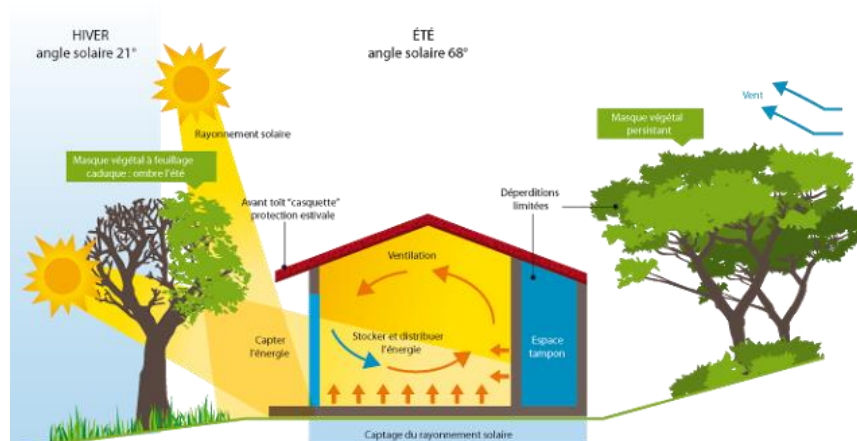 HIVER
angle solaire 21°
ÉTÉ
angle solaire 68°
Vent
Masque végétal
persistant
Rayonnement solaire
Masque végétal à feuillage
caduque : ombre l'été
Avant toît "casquette"
protection estivale
Déperditions
limitées
Ventilation
Capter
l'énergie
Stocker et distribuer
l'énergie
Espace
tampon
Captage du rayonnement solaire